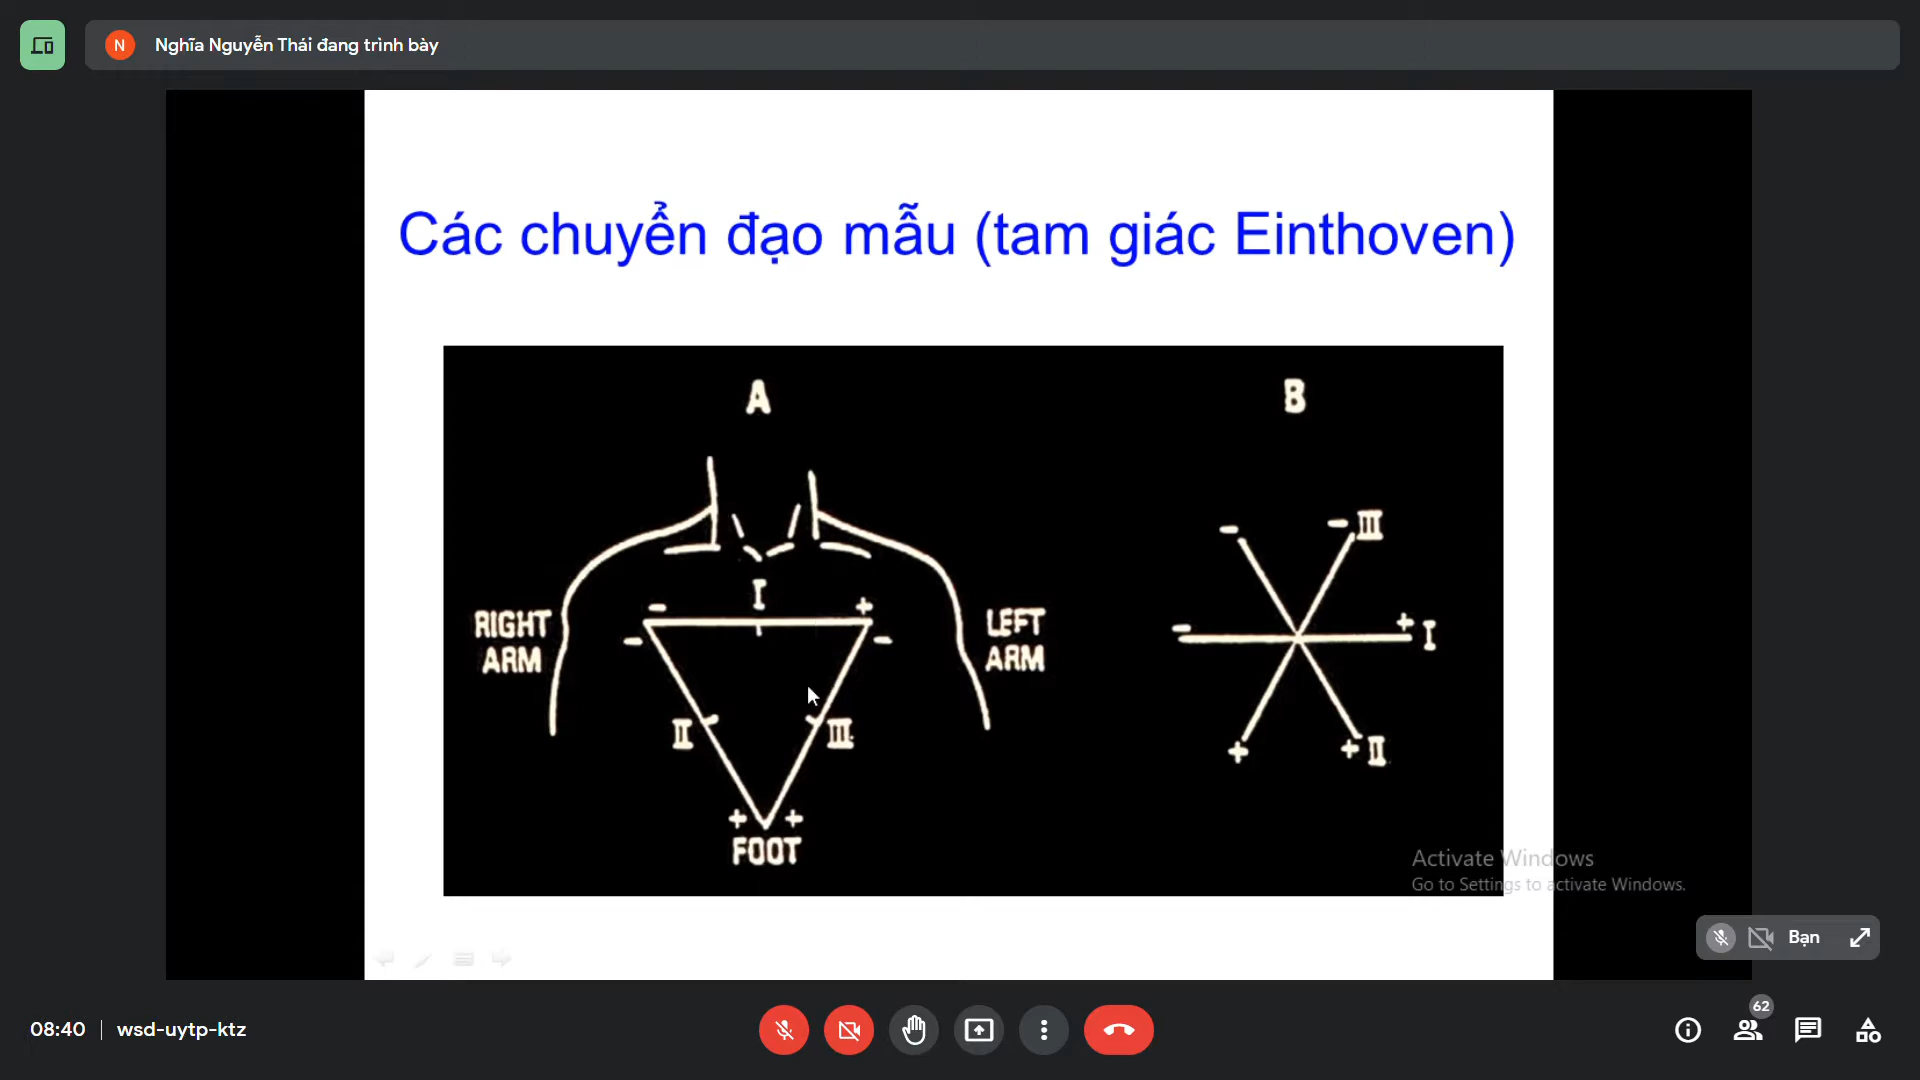 N Nghĩa Nguyễn Thái đang trình bày
Các chuyển đạo mẫu (tam giác Einthoven)
A
B
I
- +
RIGHT
ARM
- -
LEFT
ARM
II
III
+ +
FOOT
- - III
- + I
+ + II
Activate Windows
Go to Settings to activate Windows.
Bạn
08:40 | wsd-uytp-ktz
62